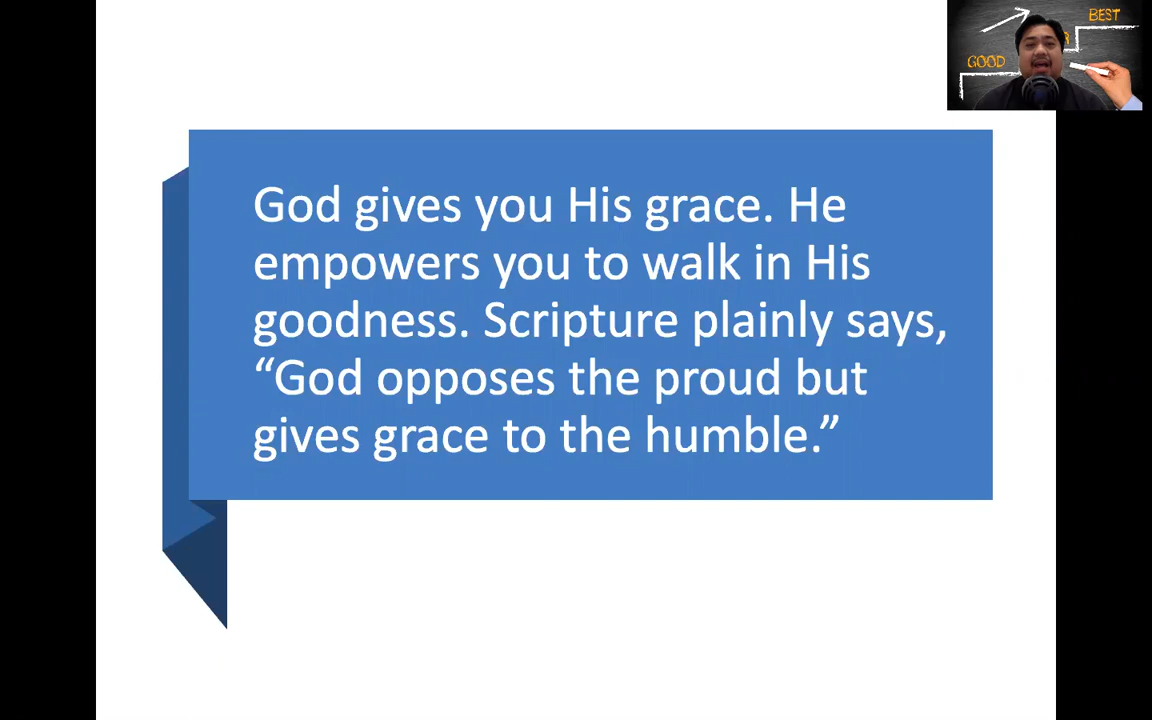 BEST
GOOD
God gives you His grace. He
empowers you to walk in His
goodness. Scripture plainly says,
“God opposes the proud but
gives grace to the humble.”